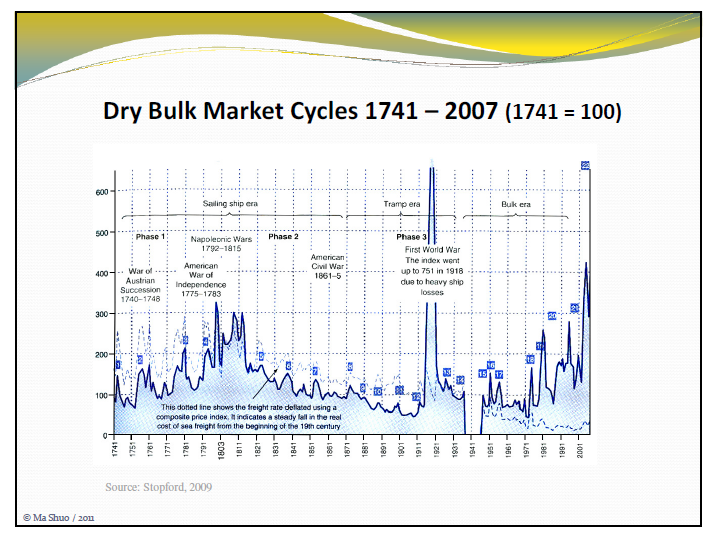 Dry Bulk Market Cycles 1741 – 2007 (1741 = 100)
600
500
400
300
200
100
0
Sailing ship era
Tramp era
Bulk era
Phase 1
Napoleonic Wars
1792–1815
Phase 2
Phase 3
War of
Austrian
Succession
1740–1748
American
War of
Independence
1775–1783
American
Civil War
1861–5
First World War
The index went
up to 751 in 1918
due to heavy ship
losses
This dotted line shows the freight rate dellated using a
composite price index. It indicates a steady fall in the real
cost of sea freight from the beginning of the 19th century
1741
1751
1761
1771
1781
1791
1803
1811
1821
1831
1841
1851
1861
1871
1881
1891
1901
1911
1921
1931
1941
1951
1961
1971
1981
1991
2001
Source: Stopford, 2009
© Ma Shuo / 2011